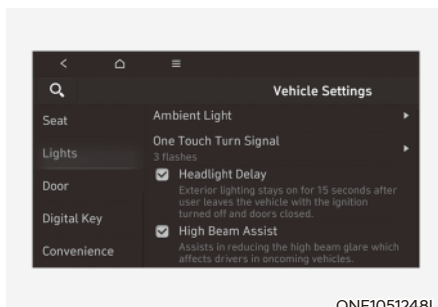 Vehicle Settings
Seat
Lights
Door
Digital Key
Convenience
Ambient Light
One Touch Turn Signal
3 flashes
Headlight Delay
Exterior lighting stays on for 15 seconds after
user leaves the vehicle with the ignition
turned off and doors closed.
High Beam Assist
Assists in reducing the high beam glare which
affects drivers in oncoming vehicles.